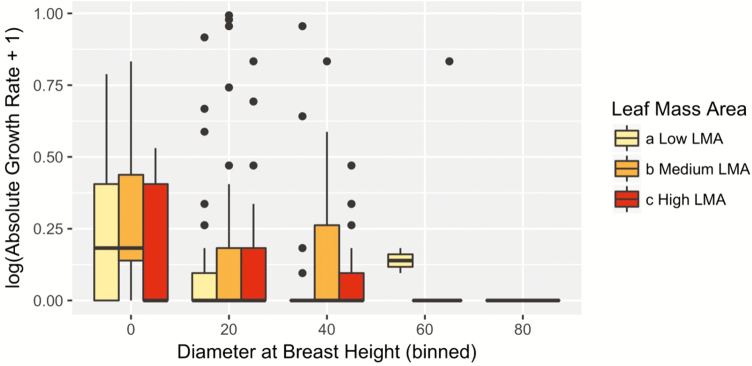 1.00
0.75
0.50
0.25
0.00
log(Absolute Growth Rate + 1)
0 20 40 60 80
Diameter at Breast Height (binned)
Leaf Mass Area
a Low LMA
b Medium LMA
c High LMA